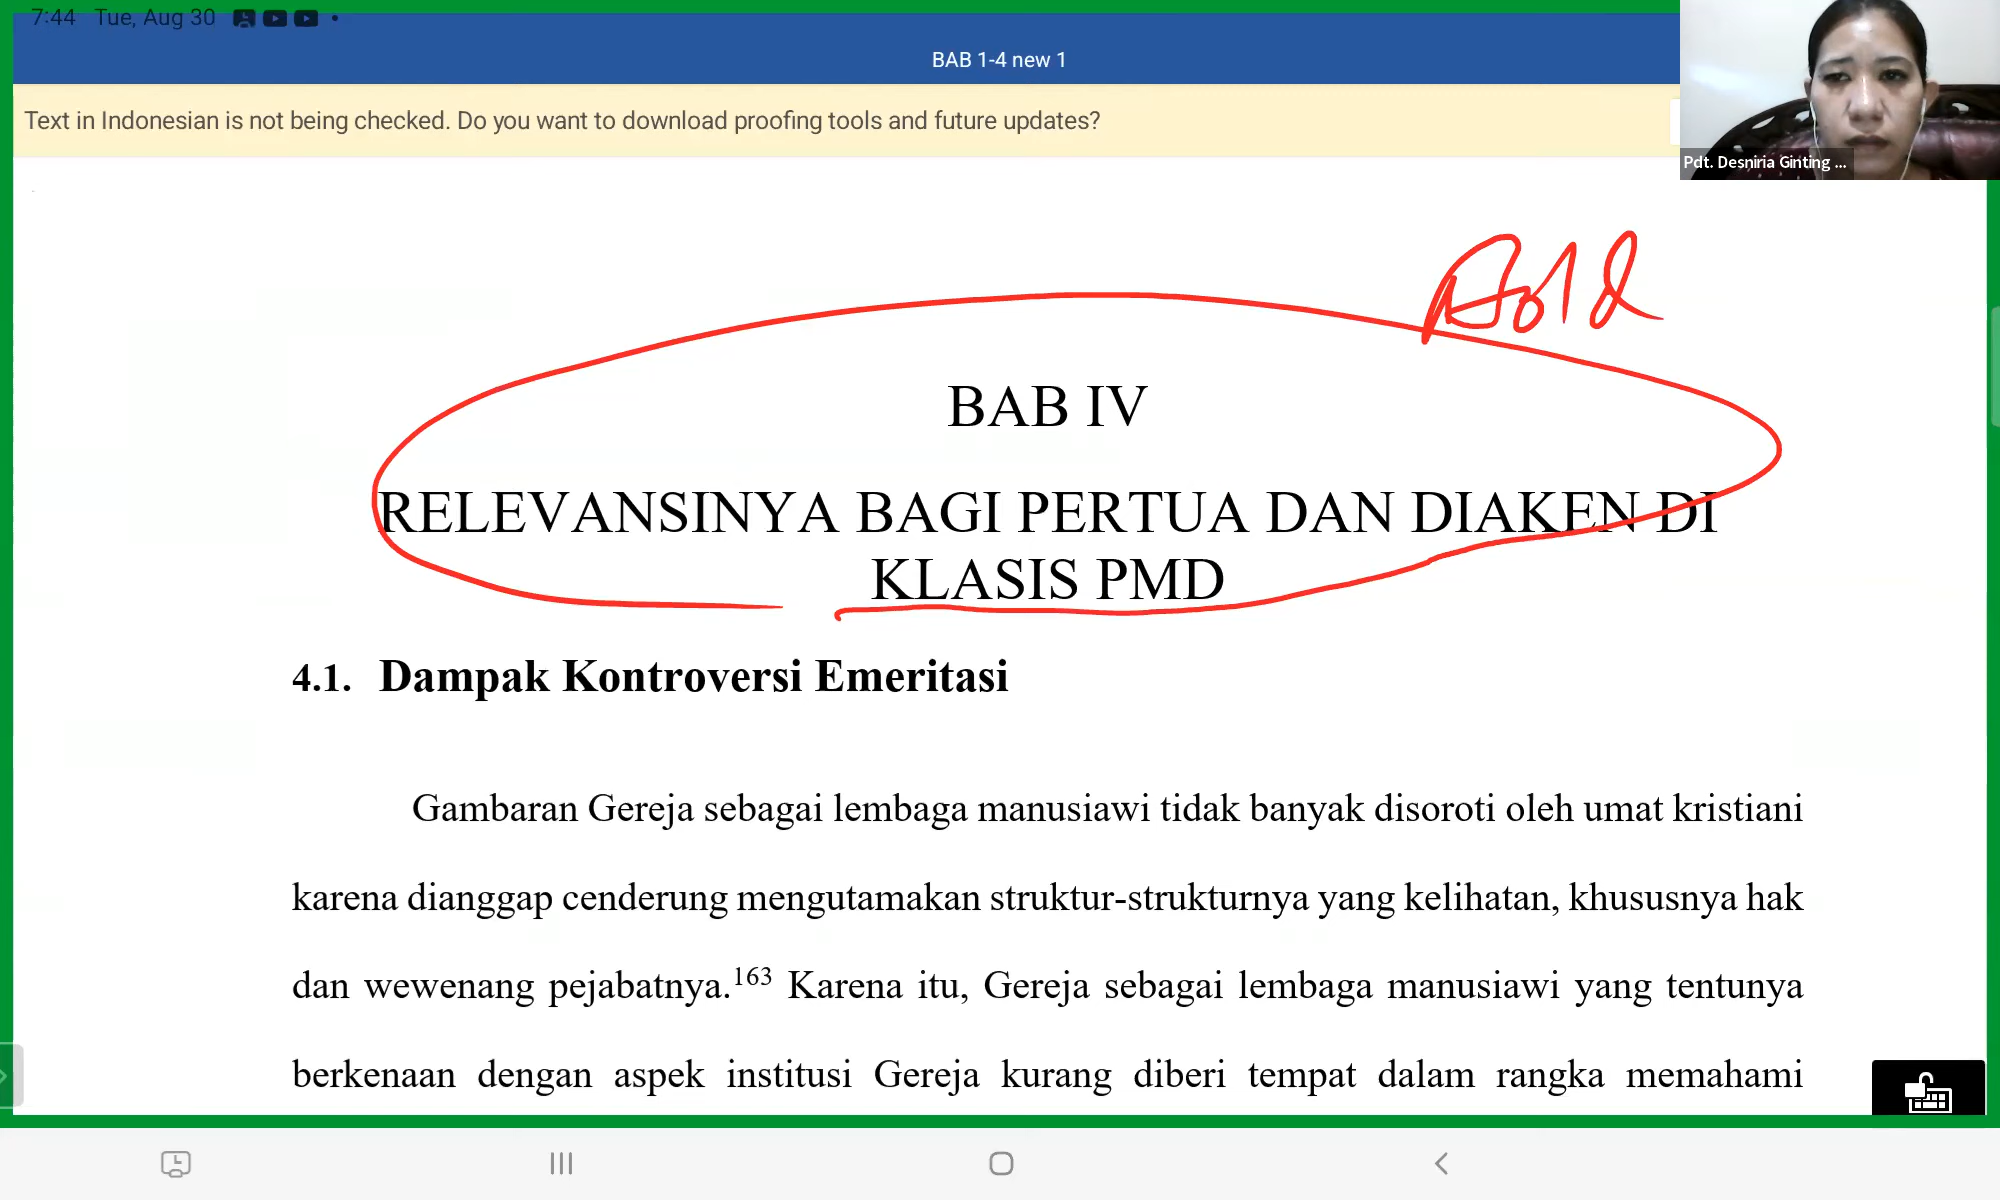 7:44 Tue, Aug 30
BAB 1-4 new 1
Text in Indonesian is not being checked. Do you want to download proofing tools and future updates?
Pdt. Desniria Ginting ...
Bold
BAB IV
RELEVANSINYA BAGI PERTUA DAN DIAKEN DI
KLASIS PMD
4.1. Dampak Kontroversi Emeritasi
Gambaran Gereja sebagai lembaga manusiawi tidak banyak disoroti oleh umat kristiani
karena dianggap cenderung mengutamakan struktur-strukturnya yang kelihatan, khususnya hak
dan wewenang pejabatnya.163 Karena itu, Gereja sebagai lembaga manusiawi yang tentunya
berkenaan dengan aspek institusi Gereja kurang diberi tempat dalam rangka memahami